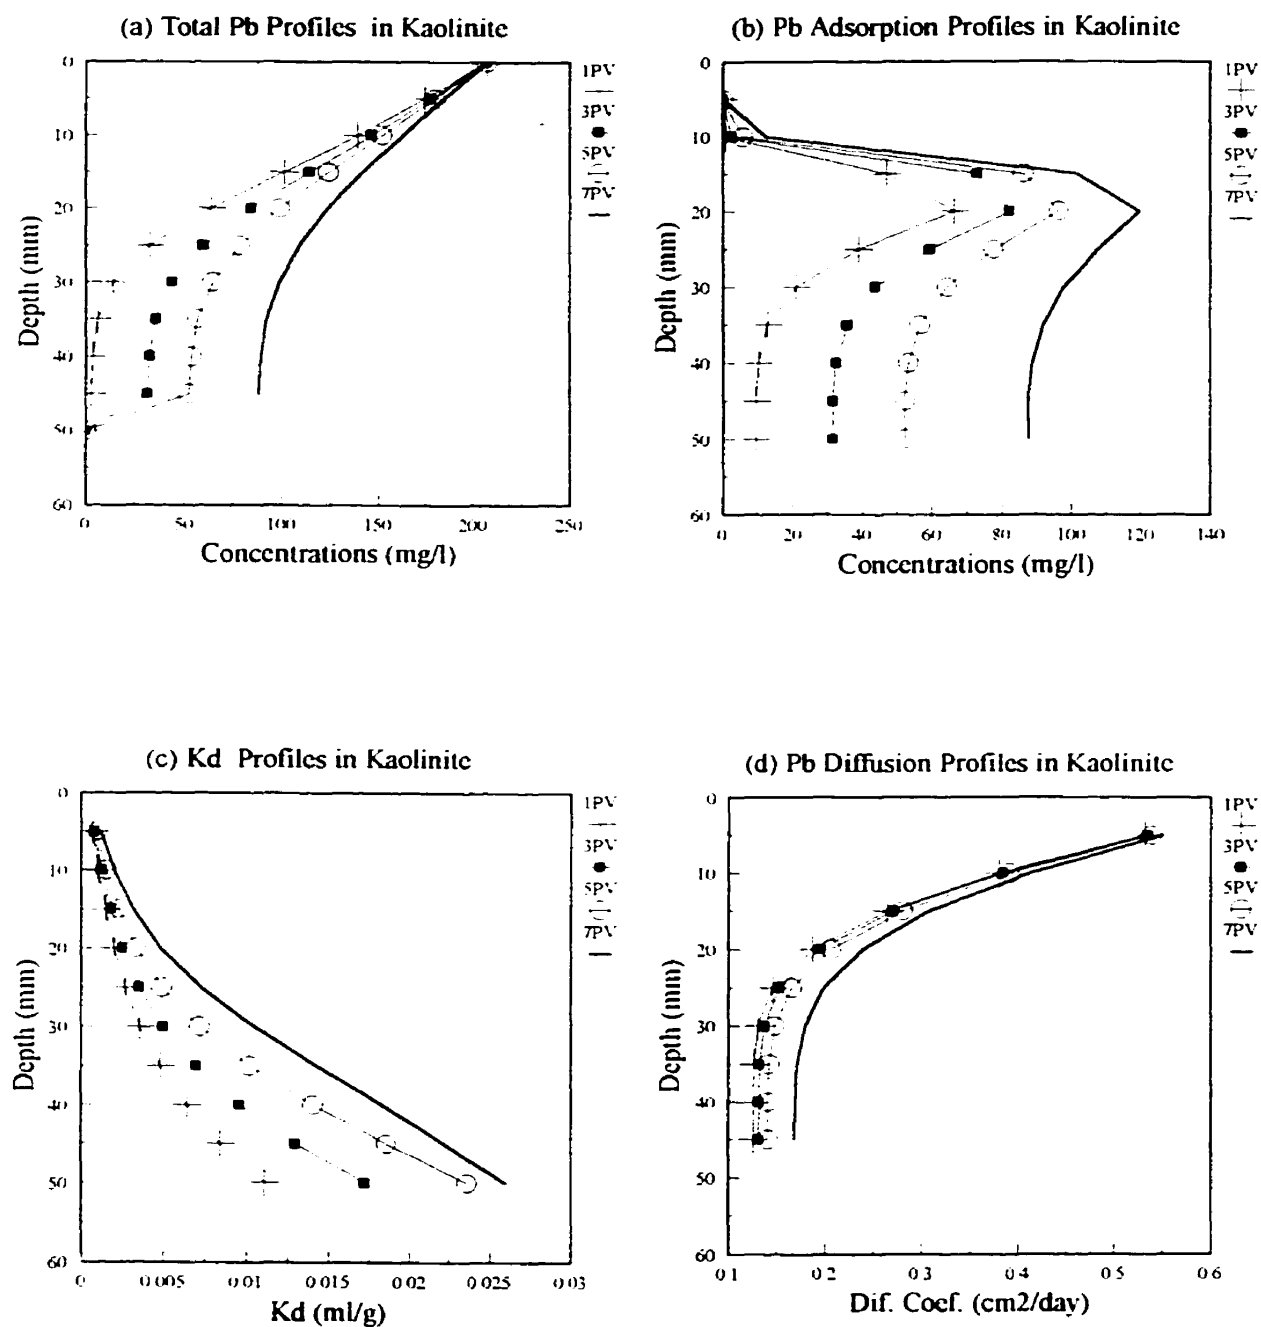 (a) Total Pb Profiles in Kaolinite
0
10
20
30
40
50
60
Depth (mm)
0
50
100
150
200
250
Concentrations (mg/l)
1PV
3PV
5PV
7PV
(b) Pb Adsorption Profiles in Kaolinite
0
10
20
30
40
50
60
Depth (mm)
0
20
40
60
80
100
120
140
Concentrations (mg/l)
1PV
3PV
5PV
7PV
(c) Kd Profiles in Kaolinite
0
10
20
30
40
50
60
Depth (mm)
0
0.005
0.01
0.015
0.02
0.025
0.03
Kd (ml/g)
1PV
3PV
5PV
7PV
(d) Pb Diffusion Profiles in Kaolinite
0
10
20
30
40
50
60
Depth (mm)
0.1
0.2
0.3
0.4
0.5
0.6
Dif. Coef. (cm2/day)
1PV
3PV
5PV
7PV